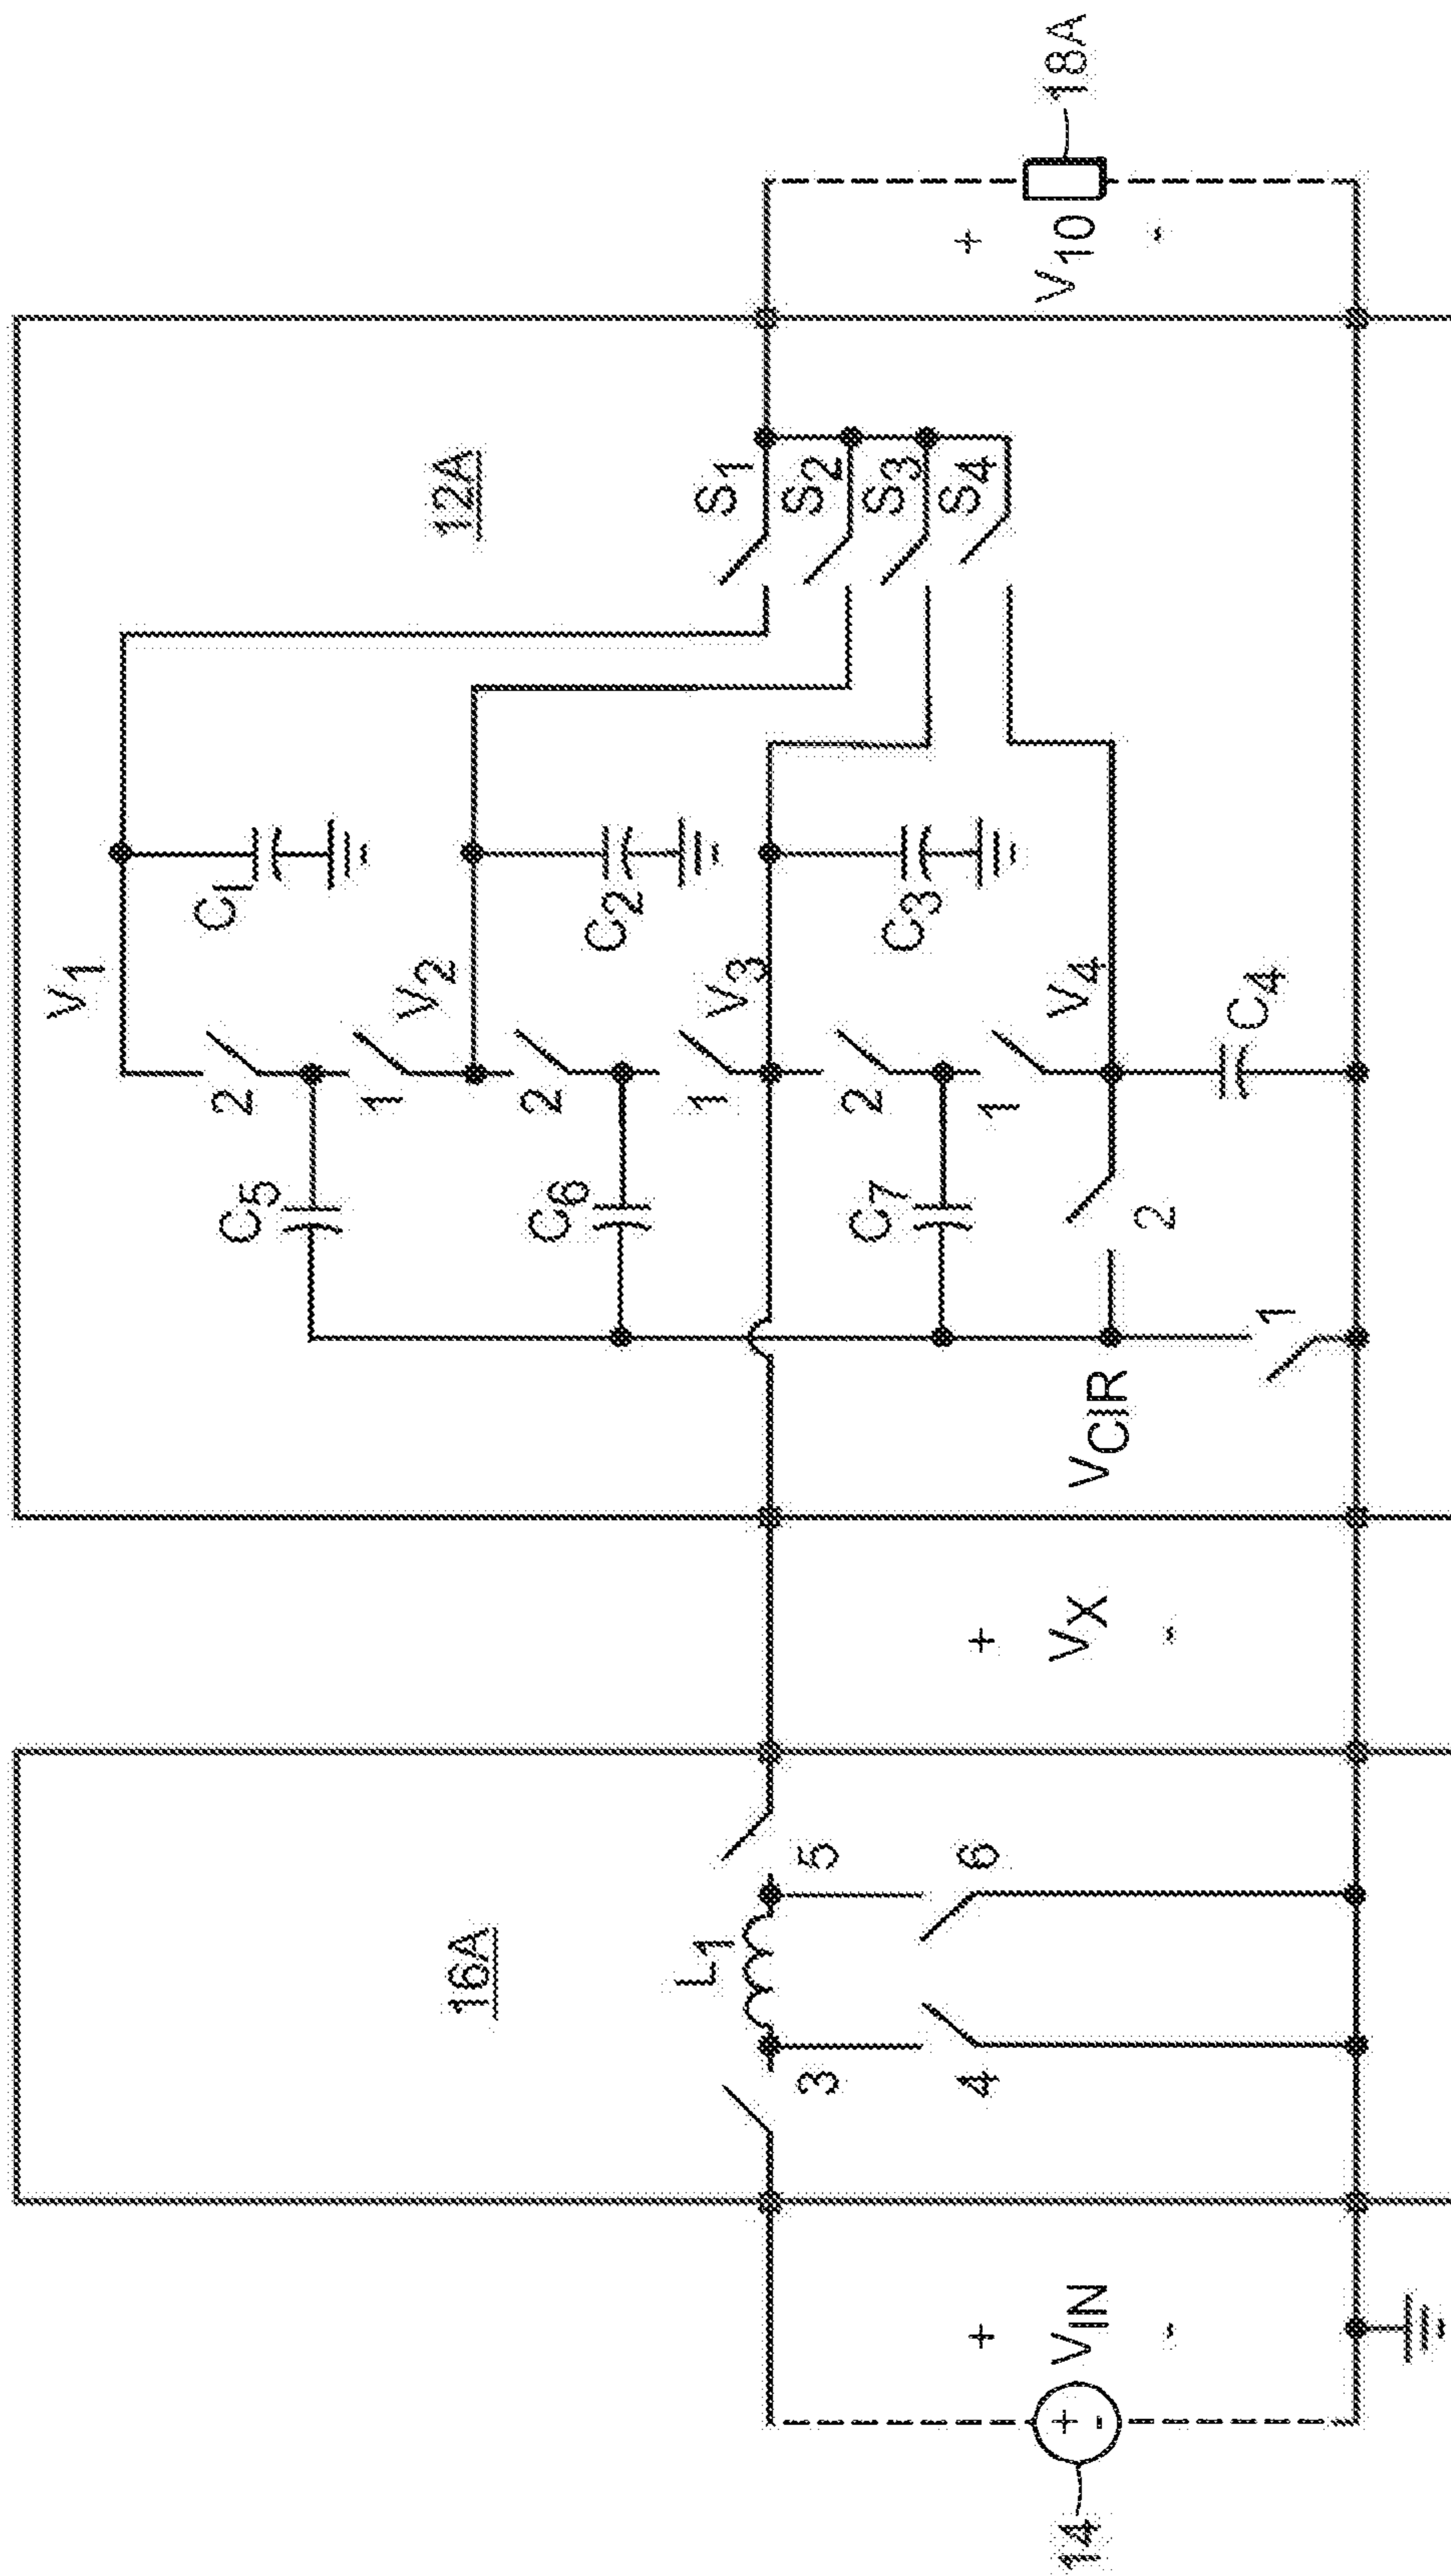 16A
12A
V1
C1
S1
S2
S3
S4
2
1
V2
C2
2
1
V3
C3
2
1
V4
C4
C5
C6
C7
2
1
VCIR
L1
3
5
4
6
+
VIN
-
+
-
14
+
VX
-
+
V10
-
18A